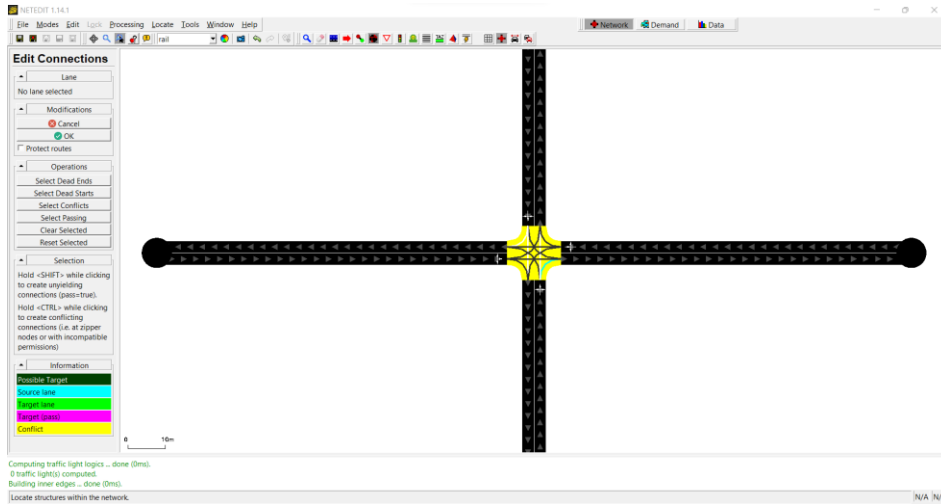 NETEDIT 1.14.1
File Modes Edit Lock Processing Locate Tools Window Help
Network Demand Data
rail
Edit Connections
Lane
No lane selected
Modifications
Cancel
OK
Protect routes
Operations
Select Dead Ends
Select Dead Starts
Select Conflicts
Select Passing
Clear Selected
Reset Selected
Selection
Hold <SHIFT> while clicking
to create unyielding
connections (pass=true).
Hold <CTRL> while clicking
to create conflicting
connections (i.e. at zipper
nodes or with incompatible
permissions)
Information
Possible Target
Source lane
Target lane
Target (pass)
Conflict
0 10m
Computing traffic light logics ... done (0ms).
0 traffic light(s) computed.
Building inner edges ... done (0ms).
Locate structures within the network.
N/A N/